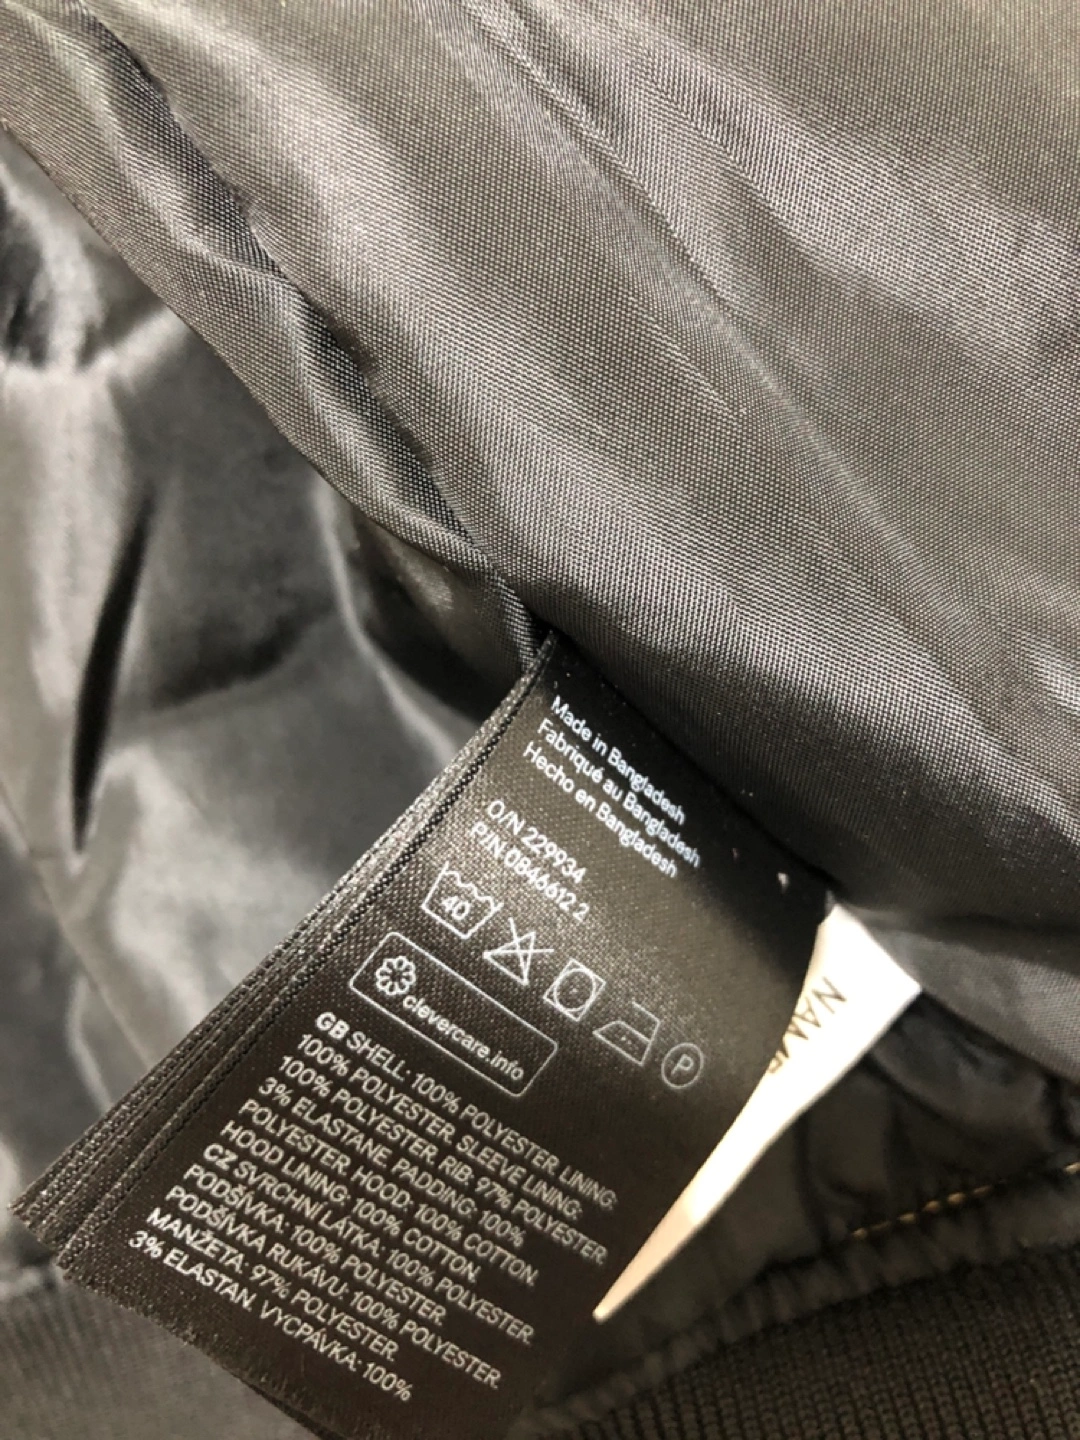 Made in Bangladesh
Fabriqué au Bangladesh
Hecho en Bangladesh
O/N 229934
P/N 0846612 2
40
P
clevercare.info
GB SHELL: 100% POLYESTER. LINING:
100% POLYESTER. SLEEVE LINING:
100% POLYESTER. RIB: 97% POLYESTER.
3% ELASTANE. PADDING: 100%
POLYESTER. HOOD: 100% COTTON.
HOOD LINING: 100% COTTON.
CZ SVRCHNÍ LÁTKA: 100% POLYESTER.
PODŠÍVKA: 100% POLYESTER.
PODŠÍVKA RUKÁVU: 100% POLYESTER.
MANŽETA: 97% POLYESTER.
3% ELASTAN. VYCPÁVKA: 100%
NAME